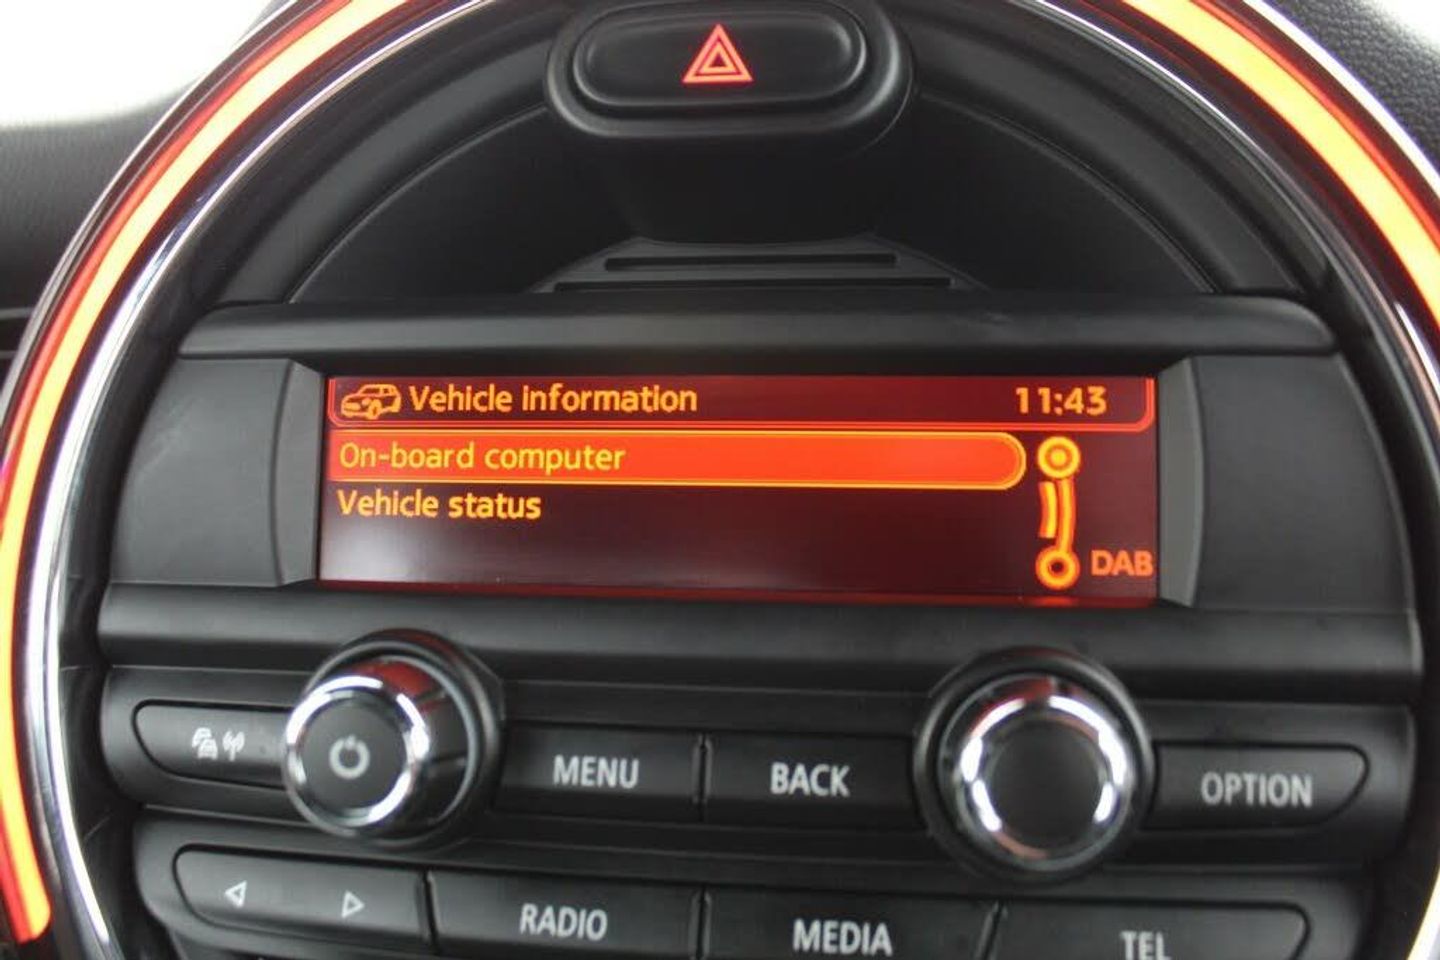 Vehicle information 11:43
On-board computer
Vehicle status
DAB
MENU BACK OPTION
RADIO MEDIA TEL